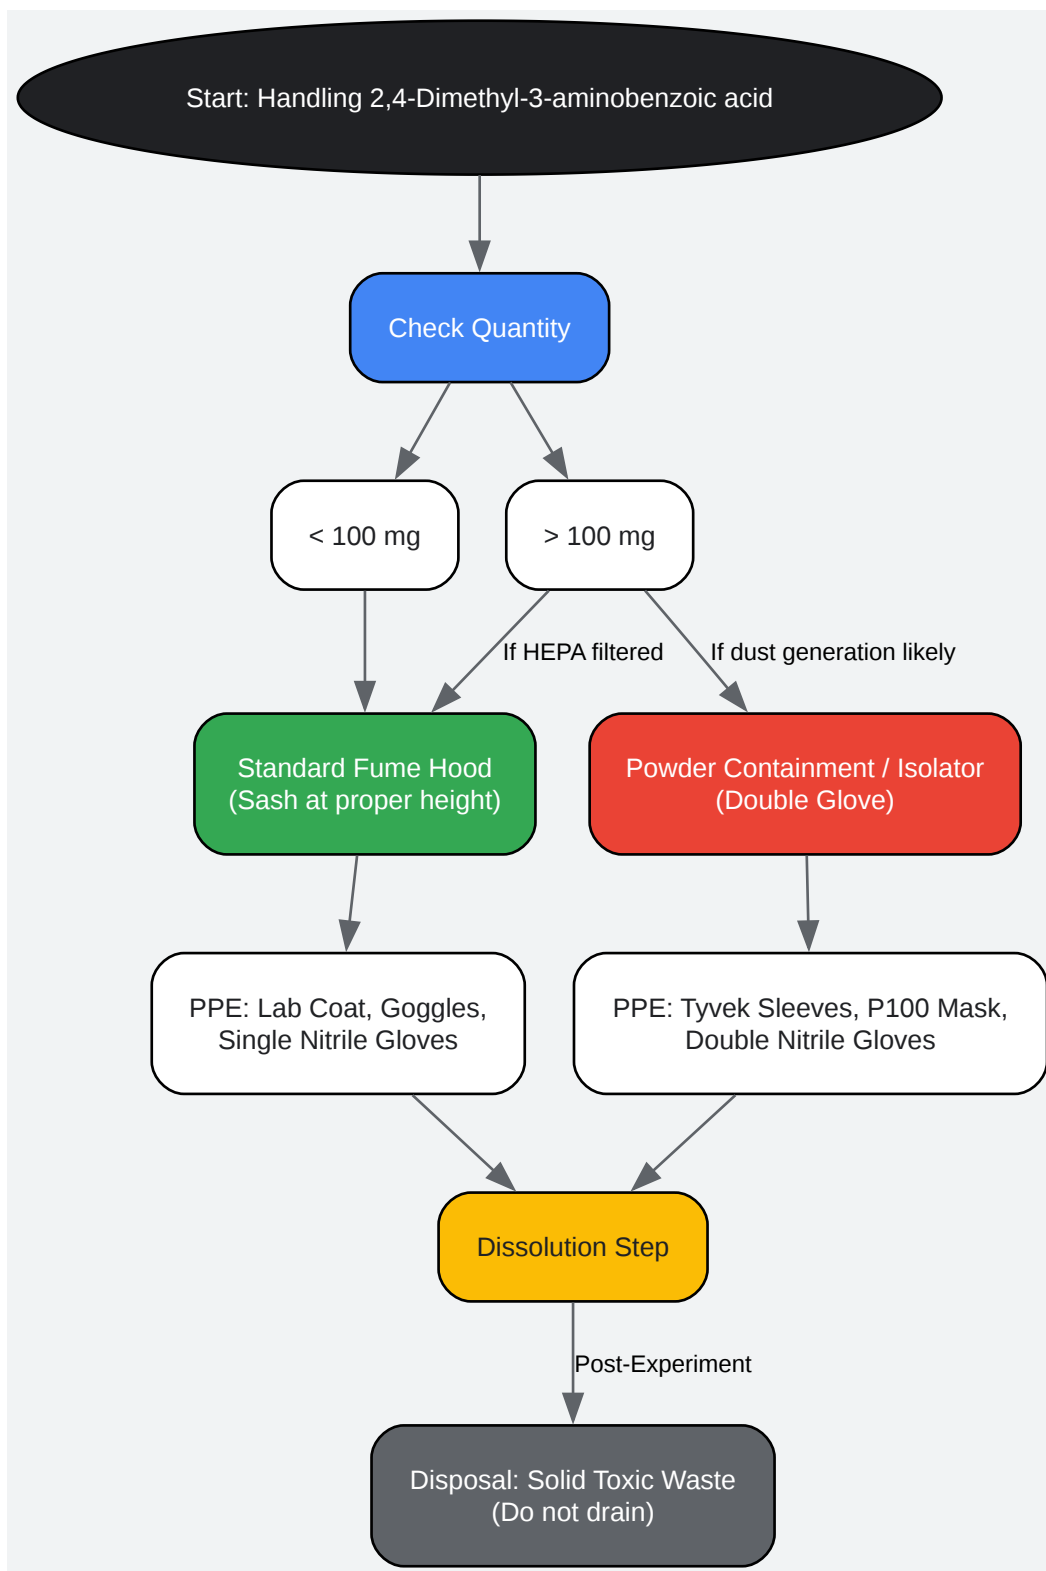 Start: Handling 2,4-Dimethyl-3-aminobenzoic acid
Check Quantity
< 100 mg
> 100 mg
If HEPA filtered
If dust generation likely
Standard Fume Hood
(Sash at proper height)
Powder Containment / Isolator
(Double Glove)
PPE: Lab Coat, Goggles,
Single Nitrile Gloves
PPE: Tyvek Sleeves, P100 Mask,
Double Nitrile Gloves
Dissolution Step
Post-Experiment
Disposal: Solid Toxic Waste
(Do not drain)